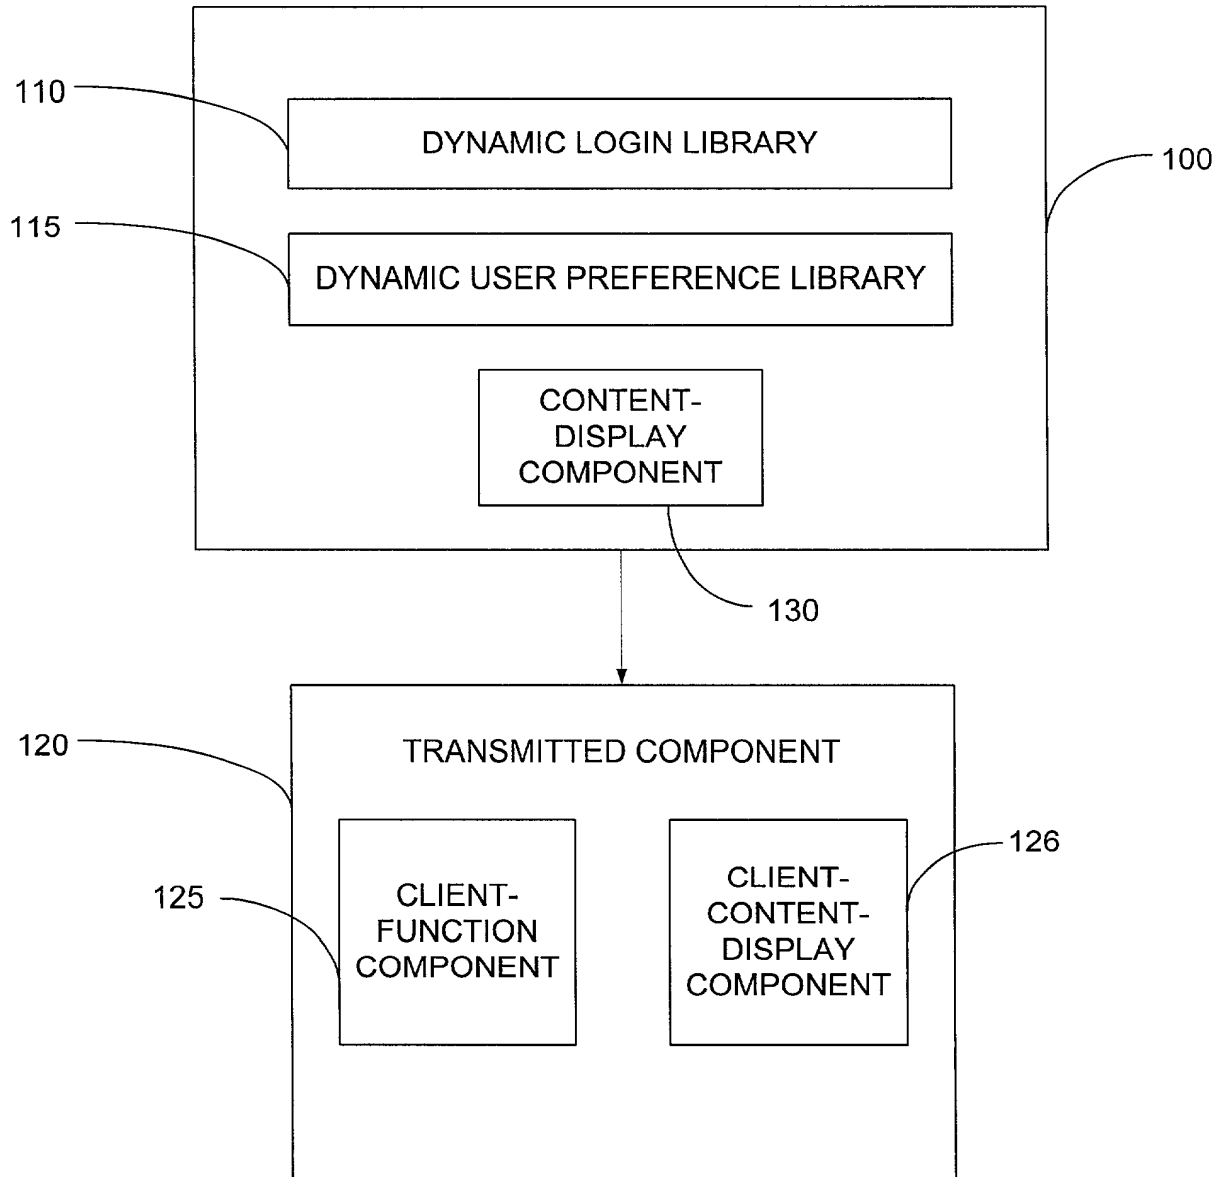 110
DYNAMIC LOGIN LIBRARY
100
115
DYNAMIC USER PREFERENCE LIBRARY
CONTENT-
DISPLAY
COMPONENT
130
120
TRANSMITTED COMPONENT
125
CLIENT-
FUNCTION
COMPONENT
CLIENT-
CONTENT-
DISPLAY
COMPONENT
126